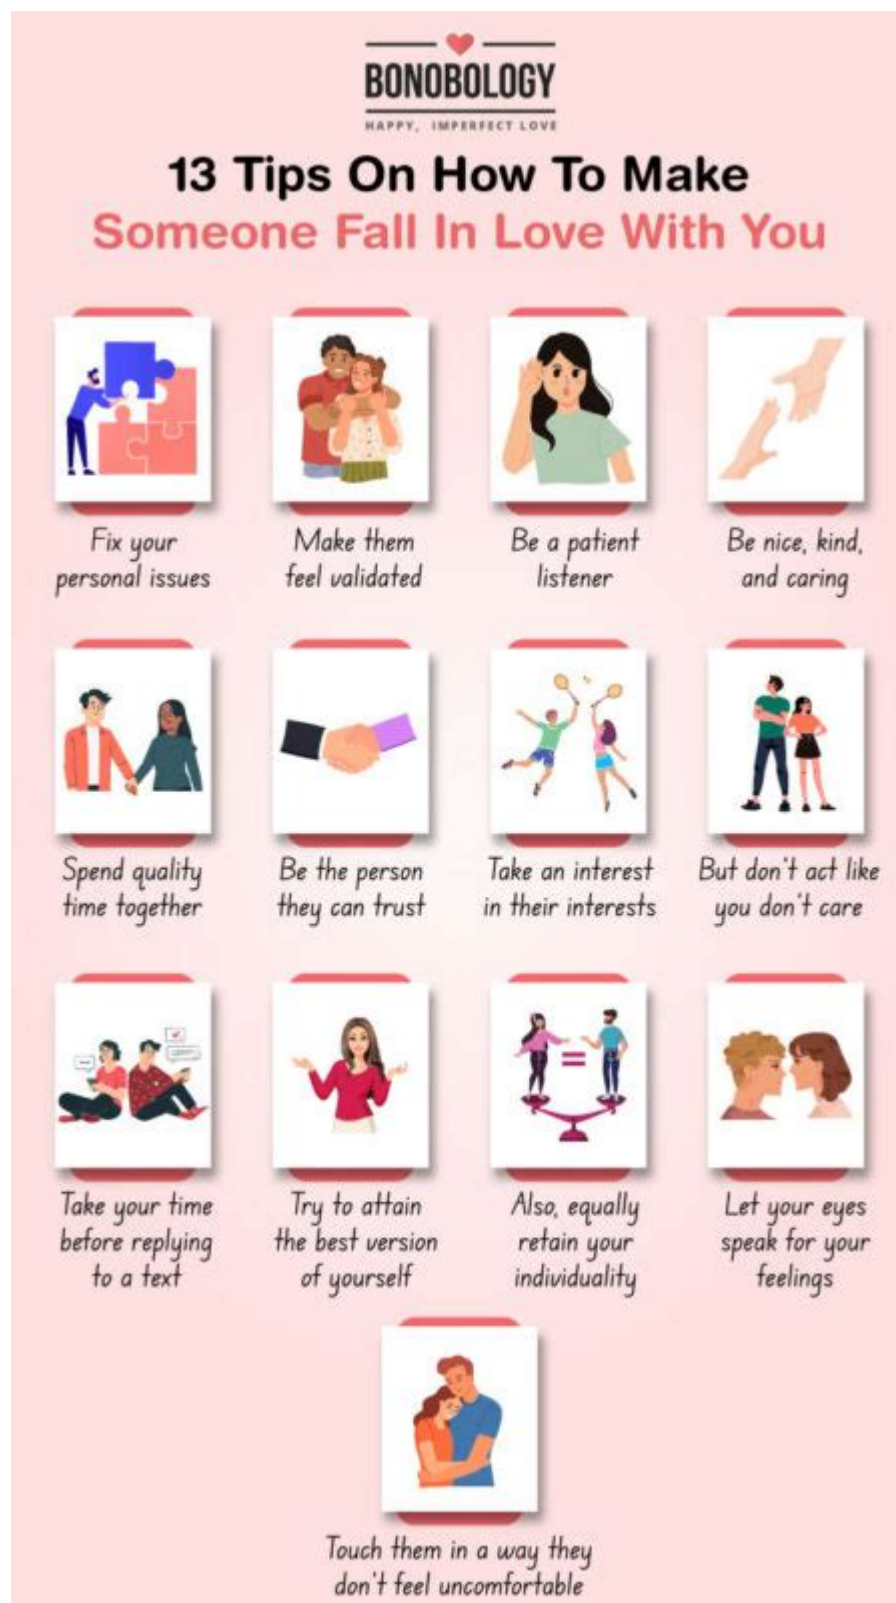 BONOBOLOGY
HAPPY, IMPERFECT LOVE
13 Tips On How To Make
Someone Fall In Love With You
Fix your
personal issues
Make them
feel validated
Be a patient
listener
Be nice, kind,
and caring
Spend quality
time together
Be the person
they can trust
Take an interest
in their interests
But don't act like
you don't care
Take your time
before replying
to a text
Try to attain
the best version
of yourself
Also, equally
retain your
individuality
Let your eyes
speak for your
feelings
Touch them in a way they
don't feel uncomfortable